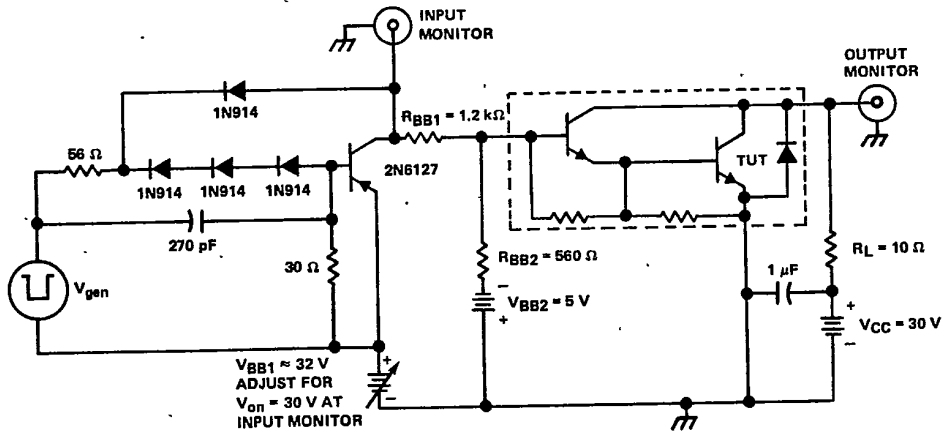 INPUT
MONITOR
OUTPUT
MONITOR
1N914
R_BB1 = 1.2 kΩ
56 Ω
1N914
1N914
1N914
2N6127
TUT
270 pF
30 Ω
R_BB2 = 560 Ω
R_L = 10 Ω
1 µF
V_gen
V_BB2 = 5 V
V_CC = 30 V
V_BB1 ≈ 32 V
ADJUST FOR
V_on = 30 V AT
INPUT MONITOR